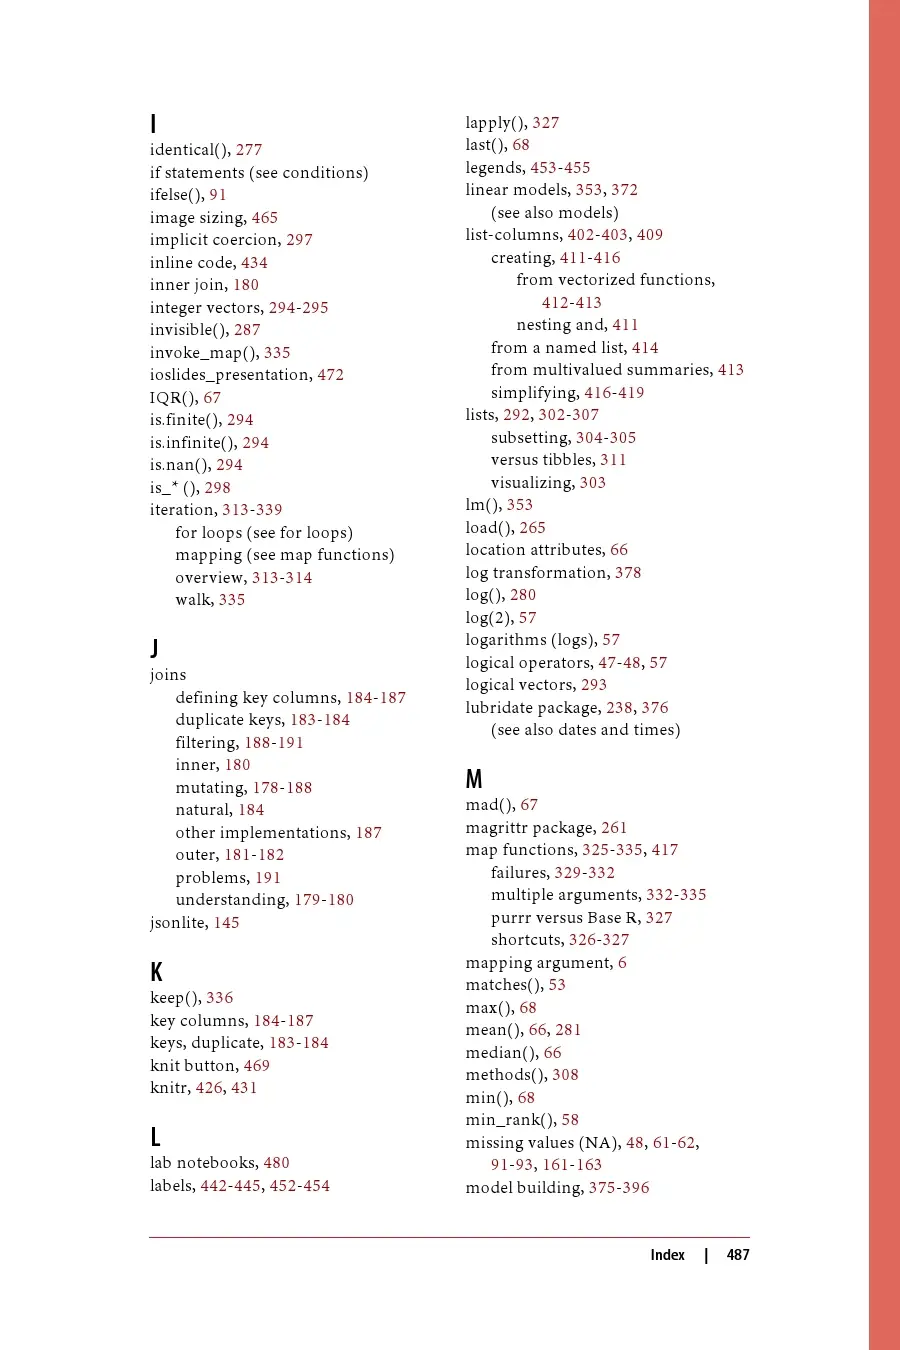 I
identical(), 277
if statements (see conditions)
ifelse(), 91
image sizing, 465
implicit coercion, 297
inline code, 434
inner join, 180
integer vectors, 294-295
invisible(), 287
invoke_map(), 335
ioslides_presentation, 472
IQR(), 67
is.finite(), 294
is.infinite(), 294
is.nan(), 294
is_* (), 298
iteration, 313-339
for loops (see for loops)
mapping (see map functions)
overview, 313-314
walk, 335
J
joins
defining key columns, 184-187
duplicate keys, 183-184
filtering, 188-191
inner, 180
mutating, 178-188
natural, 184
other implementations, 187
outer, 181-182
problems, 191
understanding, 179-180
jsonlite, 145
K
keep(), 336
key columns, 184-187
keys, duplicate, 183-184
knit button, 469
knitr, 426, 431
L
lab notebooks, 480
labels, 442-445, 452-454
lapply(), 327
last(), 68
legends, 453-455
linear models, 353, 372
(see also models)
list-columns, 402-403, 409
creating, 411-416
from vectorized functions,
412-413
nesting and, 411
from a named list, 414
from multivalued summaries, 413
simplifying, 416-419
lists, 292, 302-307
subsetting, 304-305
versus tibbles, 311
visualizing, 303
lm(), 353
load(), 265
location attributes, 66
log transformation, 378
log(), 280
log(2), 57
logarithms (logs), 57
logical operators, 47-48, 57
logical vectors, 293
lubridate package, 238, 376
(see also dates and times)
M
mad(), 67
magrittr package, 261
map functions, 325-335, 417
failures, 329-332
multiple arguments, 332-335
purrr versus Base R, 327
shortcuts, 326-327
mapping argument, 6
matches(), 53
max(), 68
mean(), 66, 281
median(), 66
methods(), 308
min(), 68
min_rank(), 58
missing values (NA), 48, 61-62,
91-93, 161-163
model building, 375-396
Index | 487